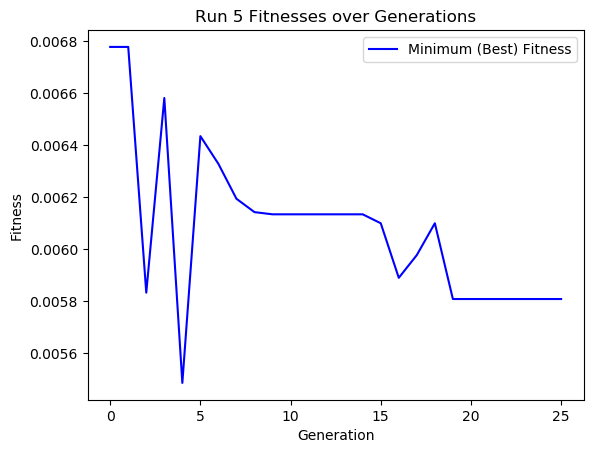 Run 5 Fitnesses over Generations
Minimum (Best) Fitness
Fitness
0.0068
0.0066
0.0064
0.0062
0.0060
0.0058
0.0056
0 5 10 15 20 25
Generation